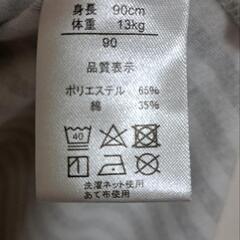 身長 90cm
体重 13kg
90
品質表示
ポリエステル 65%
綿 35%
40
洗濯ネット使用
あて布使用